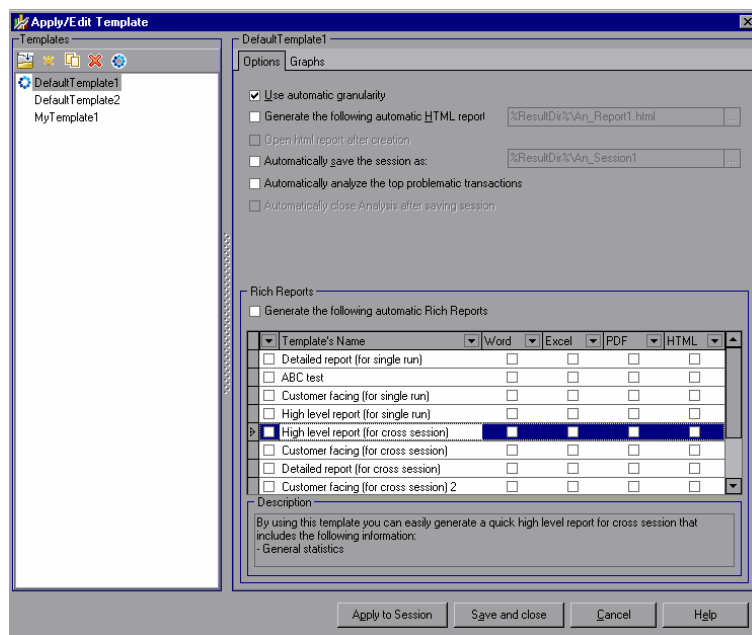 Apply/Edit Template
Templates
DefaultTemplate1
DefaultTemplate2
MyTemplate1
DefaultTemplate1
Options Graphs
Use automatic granularity
Generate the following automatic HTML report %ResultDir%\An_Report1.html ...
Open html report after creation
Automatically save the session as: %ResultDir%\An_Session1 ...
Automatically analyze the top problematic transactions
Automatically close Analysis after saving session
Rich Reports
Generate the following automatic Rich Reports
Template's Name Word Excel PDF HTML
Detailed report (for single run)
ABC test
Customer facing (for single run)
High level report (for single run)
High level report (for cross session)
Customer facing (for cross session)
Detailed report (for cross session)
Customer facing (for cross session) 2
Description
By using this template you can easily generate a quick high level report for cross session that
includes the following information:
- General statistics
Apply to Session Save and close Cancel Help